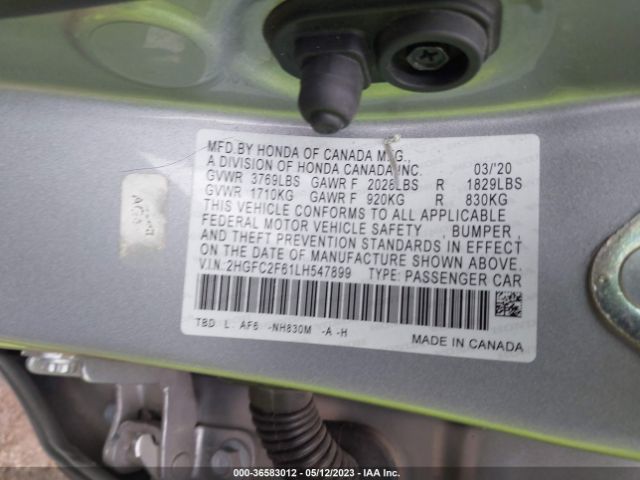 MFD.BY HONDA OF CANADA MFG.,
A DIVISION OF HONDA CANADA INC. 03/'20
GVWR 3769LBS GAWR F 2028LBS R 1829LBS
GVWR 1710KG GAWR F 920KG R 830KG
THIS VEHICLE CONFORMS TO ALL APPLICABLE
FEDERAL MOTOR VEHICLE SAFETY , BUMPER ,
AND THEFT PREVENTION STANDARDS IN EFFECT
ON THE DATE OF MANUFACTURE SHOWN ABOVE.
V.I.N.:2HGFC2F61LH547899 TYPE: PASSENGER CAR
TBD L AF6 -NH830M -A -H
MADE IN CANADA
000-36583012 - 05/12/2023 - IAA Inc.